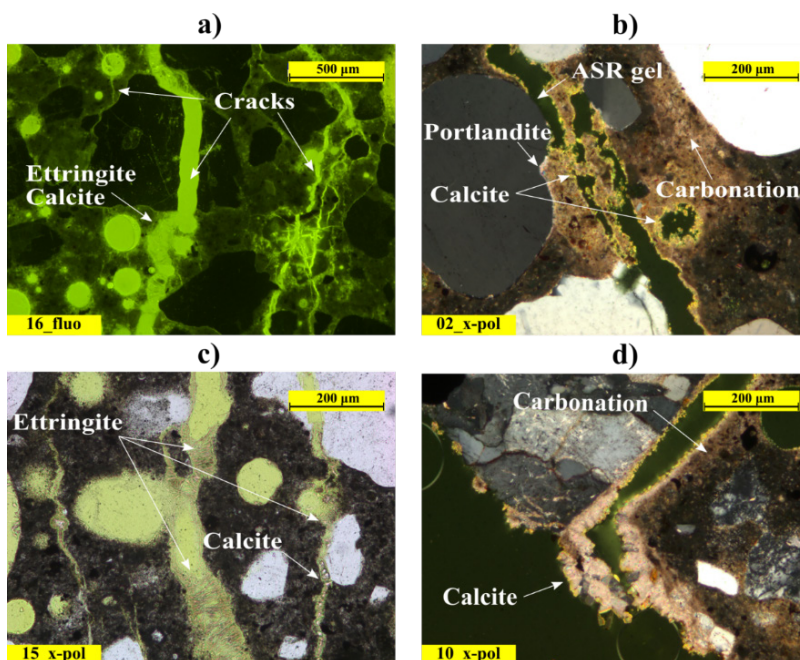 a)
500 µm
Cracks
Ettringite
Calcite
16_fluo
b)
200 µm
ASR gel
Portlandite
Calcite
Carbonation
02_x-pol
c)
200 µm
Ettringite
Calcite
15_x-pol
d)
200 µm
Carbonation
Calcite
10_x-pol